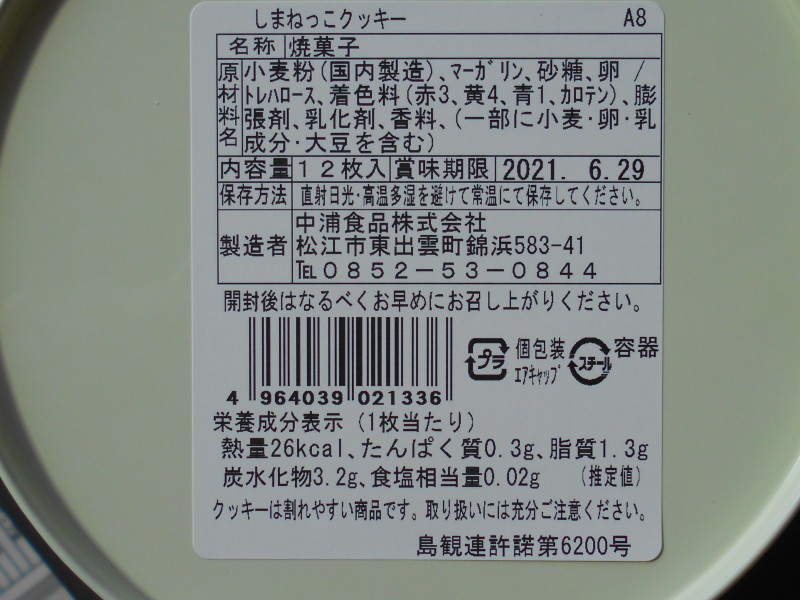 しまねっこクッキー A8
名称 焼菓子
原材料名 小麦粉(国内製造)、マーガリン、砂糖、卵 /
トレハロース、着色料(赤3、黄4、青1、カロテン)、膨
張剤、乳化剤、香料、(一部に小麦・卵・乳
成分・大豆を含む)
内容量 12枚入 賞味期限 2021. 6.29
保存方法 直射日光・高温多湿を避けて常温にて保存してください。
製造者 中浦食品株式会社
松江市東出雲町錦浜583-41
℡0852-53-0844
開封後はなるべくお早めにお召し上がりください。
プラ 個包装 エアキャップ スチール 容器
4 964039 021336
栄養成分表示(1枚当たり)
熱量26kcal、たんぱく質0.3g、脂質1.3g
炭水化物3.2g、食塩相当量0.02g (推定値)
クッキーは割れやすい商品です。取り扱いには充分ご注意ください。
島観連許諾第6200号